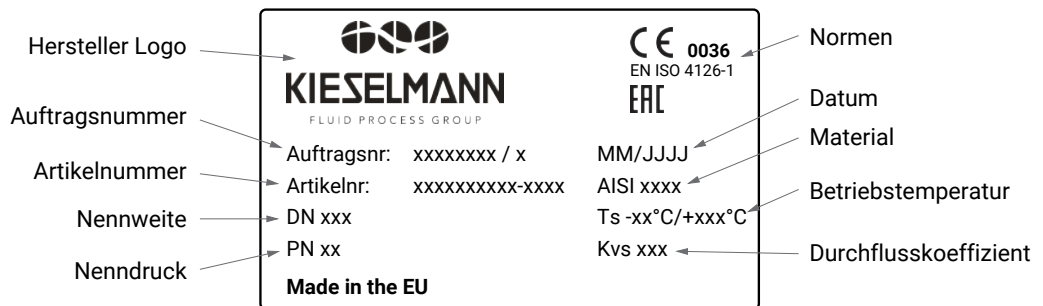 Hersteller Logo
Auftragsnummer
Artikelnummer
Nennweite
Nenndruck
KIESELMANN
FLUID PROCESS GROUP
CE 0036
EN ISO 4126-1
EAC
Auftragsnr: xxxxxxxx / x MM/JJJJ
Artikelnr: xxxxxxxxxx-xxxx AISI xxxx
DN xxx Ts -xx°C/+xxx°C
PN xx Kvs xxx
Made in the EU
Normen
Datum
Material
Betriebstemperatur
Durchflusskoeffizient